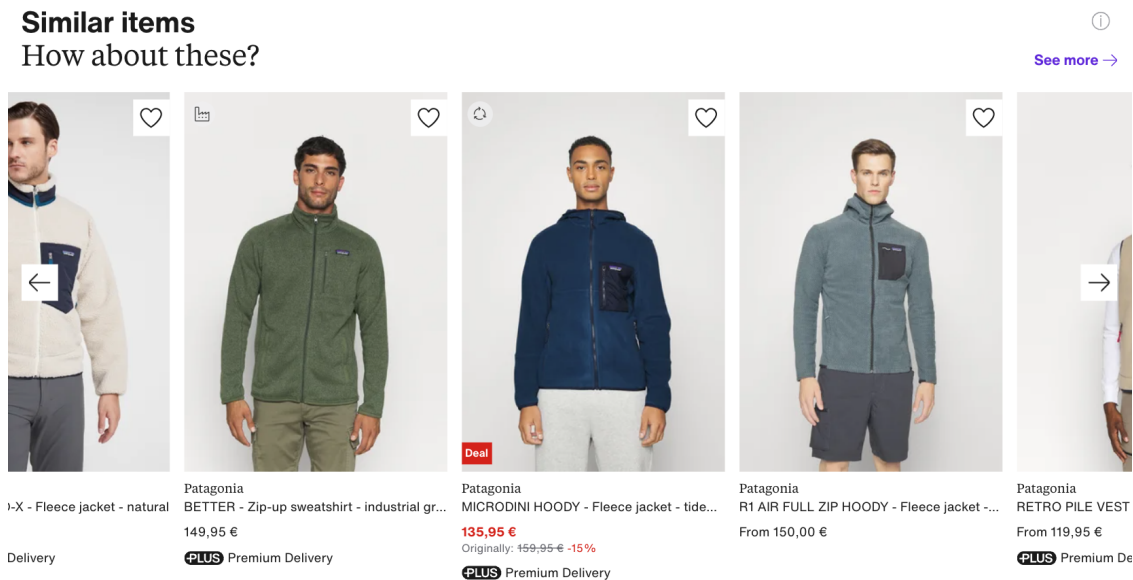 Similar items
How about these?
See more →
Deal
-X - Fleece jacket - natural
Delivery
Patagonia
BETTER - Zip-up sweatshirt - industrial gr...
149,95 €
PLUS Premium Delivery
Patagonia
MICRODINI HOODY - Fleece jacket - tide...
135,95 €
Originally: 159,95 € -15%
PLUS Premium Delivery
Patagonia
R1 AIR FULL ZIP HOODY - Fleece jacket -...
From 150,00 €
Patagonia
RETRO PILE VEST
From 119,95 €
PLUS Premium De